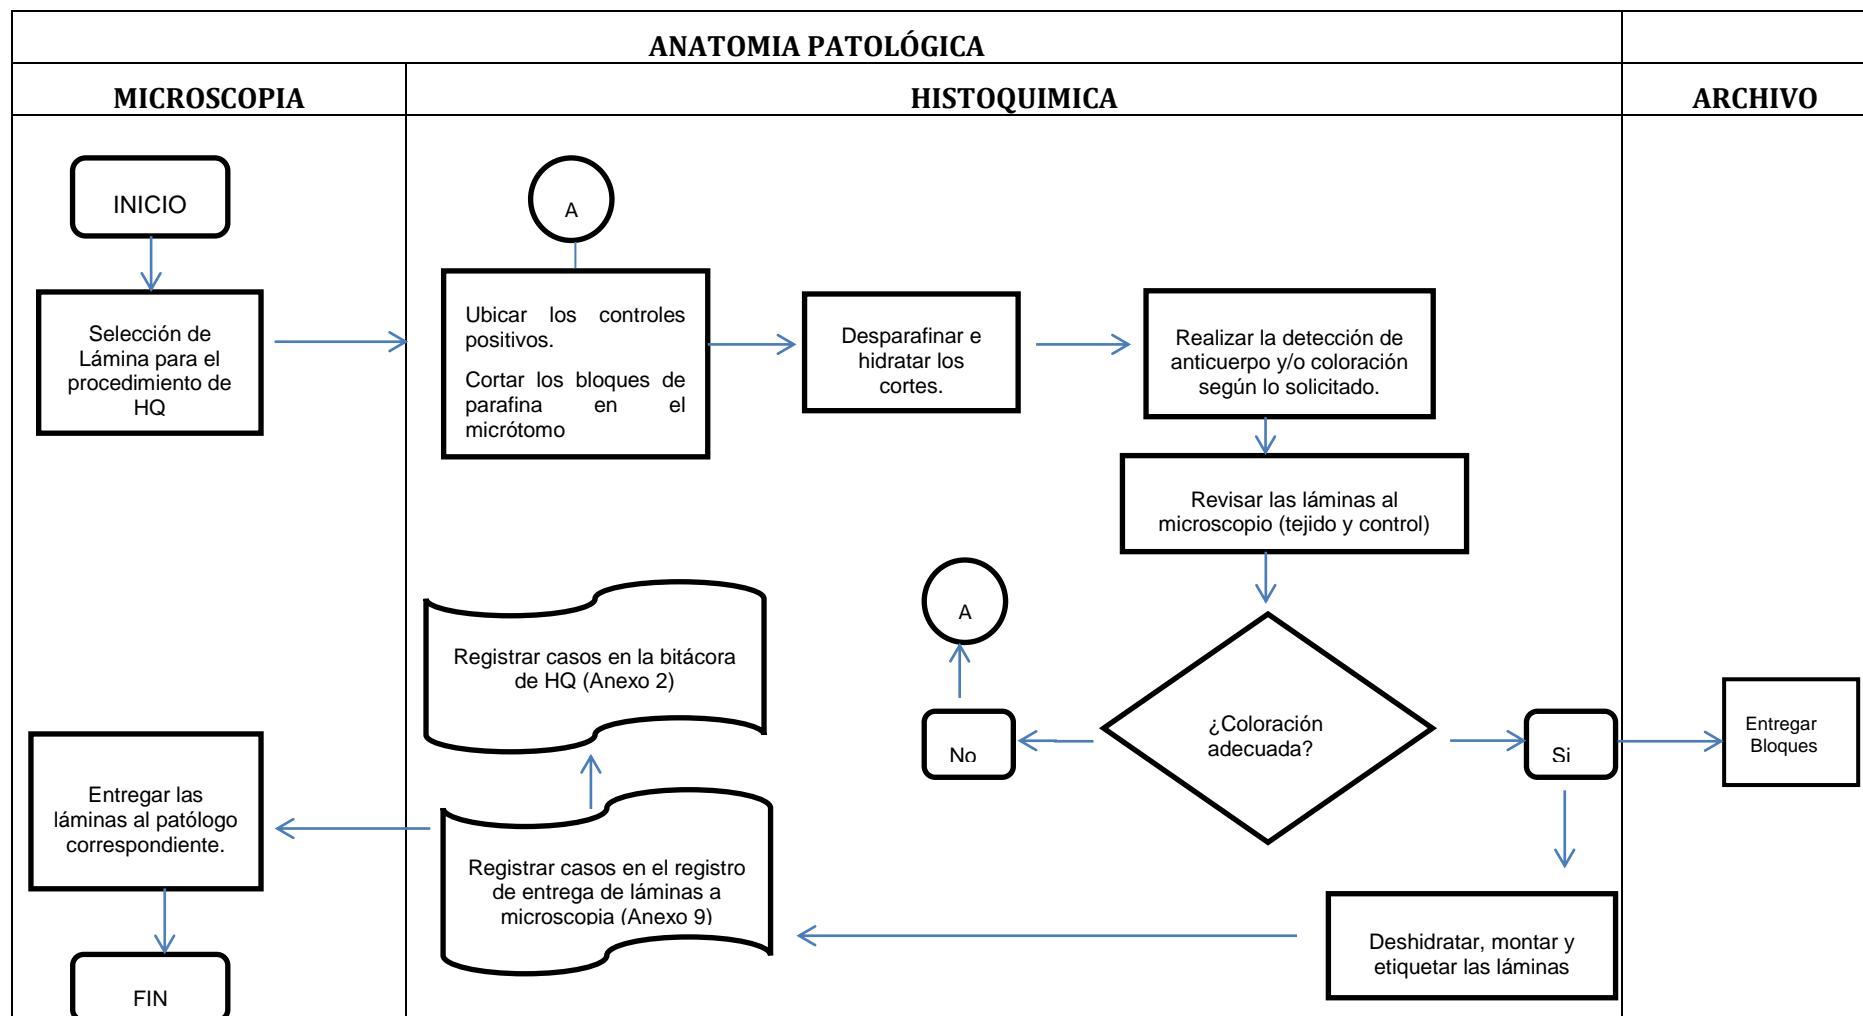 ANATOMIA PATOLÓGICA
MICROSCOPIA
HISTOQUIMICA
ARCHIVO
INICIO
Selección de
Lámina para el
procedimiento de
HQ
A
Ubicar los controles
positivos.
Cortar los bloques de
parafina en el
micrótomo
Desparafinar e
hidratar los
cortes.
Realizar la detección de
anticuerpo y/o coloración
según lo solicitado.
Revisar las láminas al
microscopio (tejido y control)
A
No
¿Coloración
adecuada?
Si
Entregar
Bloques
Registrar casos en la bitácora
de HQ (Anexo 2)
Entregar las
láminas al patólogo
correspondiente.
Registrar casos en el registro
de entrega de láminas a
microscopia (Anexo 9)
Deshidratar, montar y
etiquetar las láminas
FIN